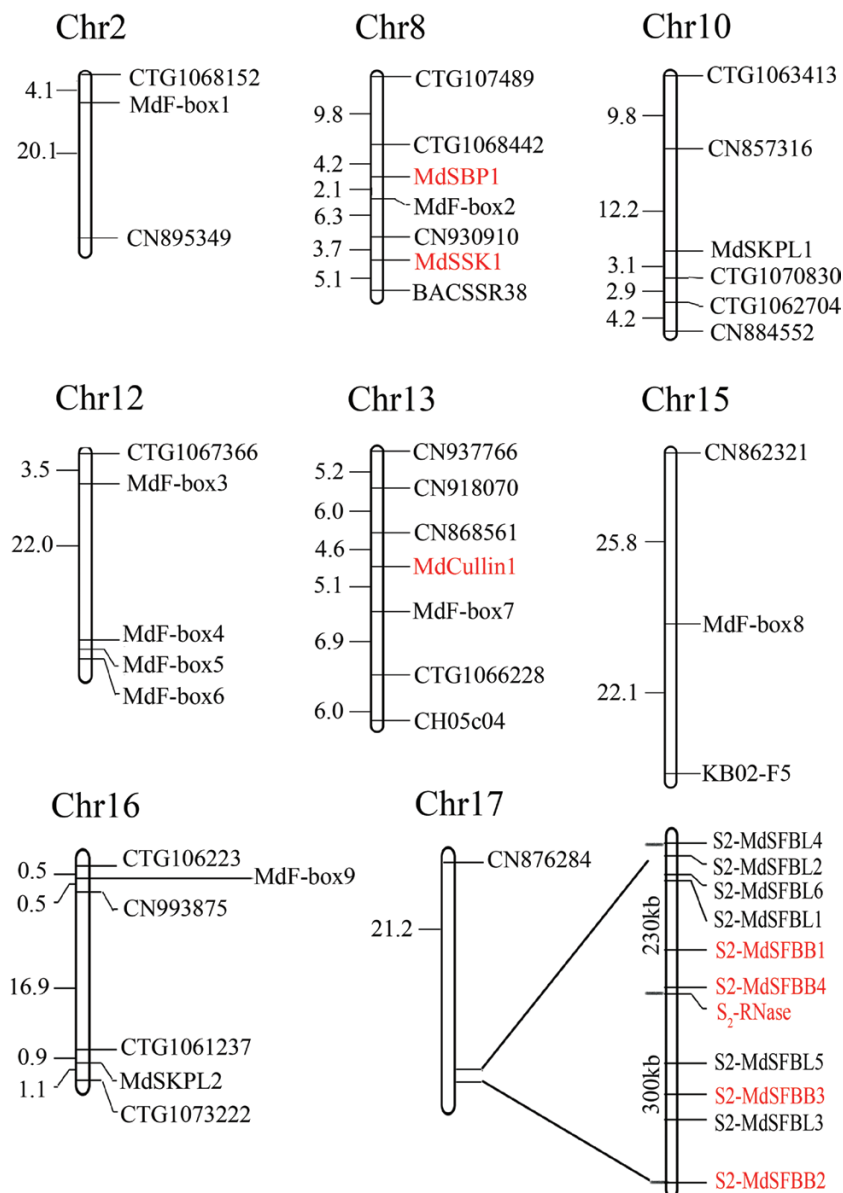 Chr2
CTG1068152
4.1
MdF-box1
20.1
CN895349
Chr8
CTG107489
9.8
CTG1068442
4.2
MdSBP1
2.1
MdF-box2
6.3
CN930910
3.7
MdSSK1
5.1
BACSSR38
Chr10
CTG1063413
9.8
CN857316
12.2
MdSKPL1
3.1
CTG1070830
2.9
CTG1062704
4.2
CN884552
Chr12
CTG1067366
3.5
MdF-box3
22.0
MdF-box4
MdF-box5
MdF-box6
Chr13
CN937766
5.2
CN918070
6.0
CN868561
4.6
MdCullin1
5.1
MdF-box7
6.9
CTG1066228
6.0
CH05c04
Chr15
CN862321
25.8
MdF-box8
22.1
KB02-F5
Chr16
CTG106223
0.5
MdF-box9
0.5
CN993875
16.9
CTG1061237
0.9
MdSKPL2
1.1
CTG1073222
Chr17
CN876284
21.2
S2-MdSFBL4
S2-MdSFBL2
S2-MdSFBL6
S2-MdSFBL1
230kb
S2-MdSFBB1
S2-MdSFBB4
S₂-RNase
S2-MdSFBL5
300kb
S2-MdSFBB3
S2-MdSFBL3
S2-MdSFBB2